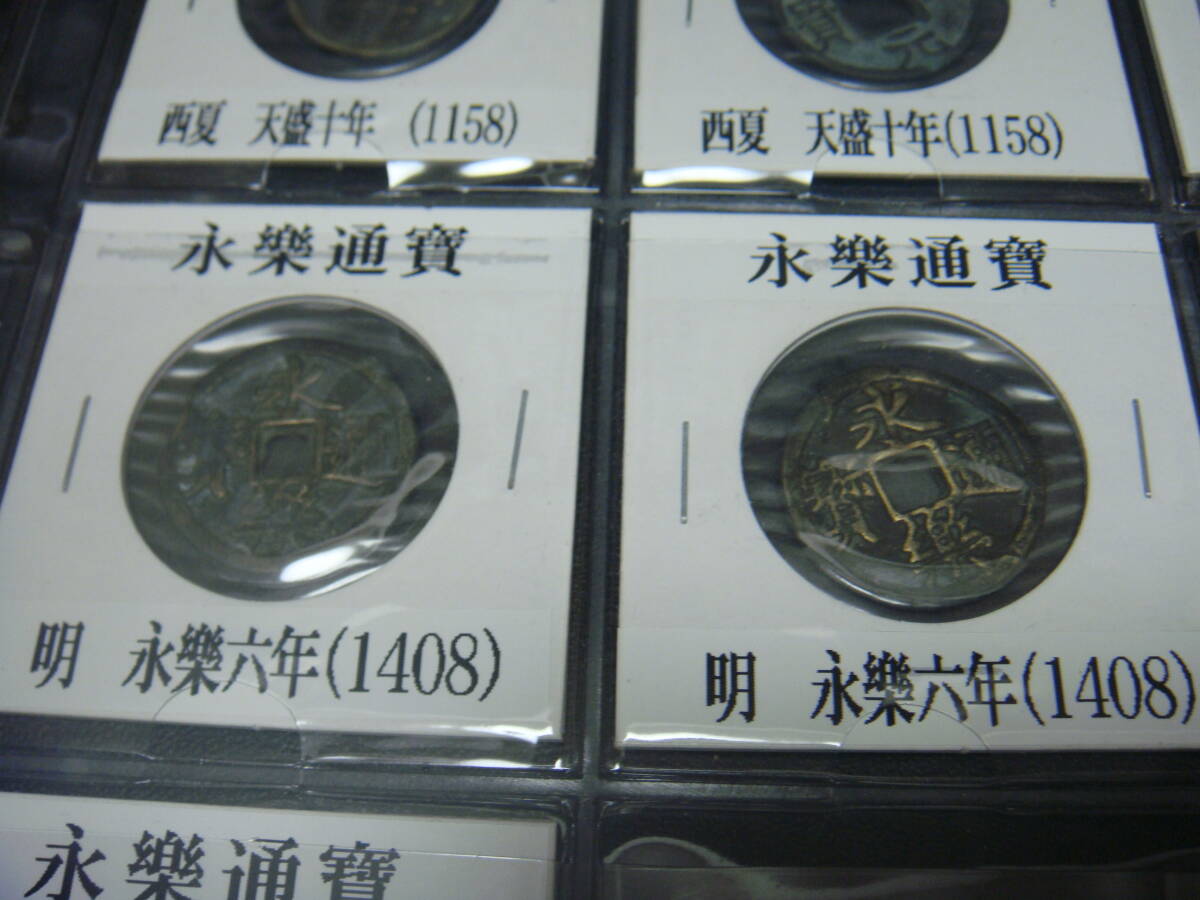 西夏 天盛十年 (1158)
西夏 天盛十年(1158)
元
永樂通寶
明 永樂六年(1408)
永樂通寶
永
明 永樂六年(1408)
永樂通寶